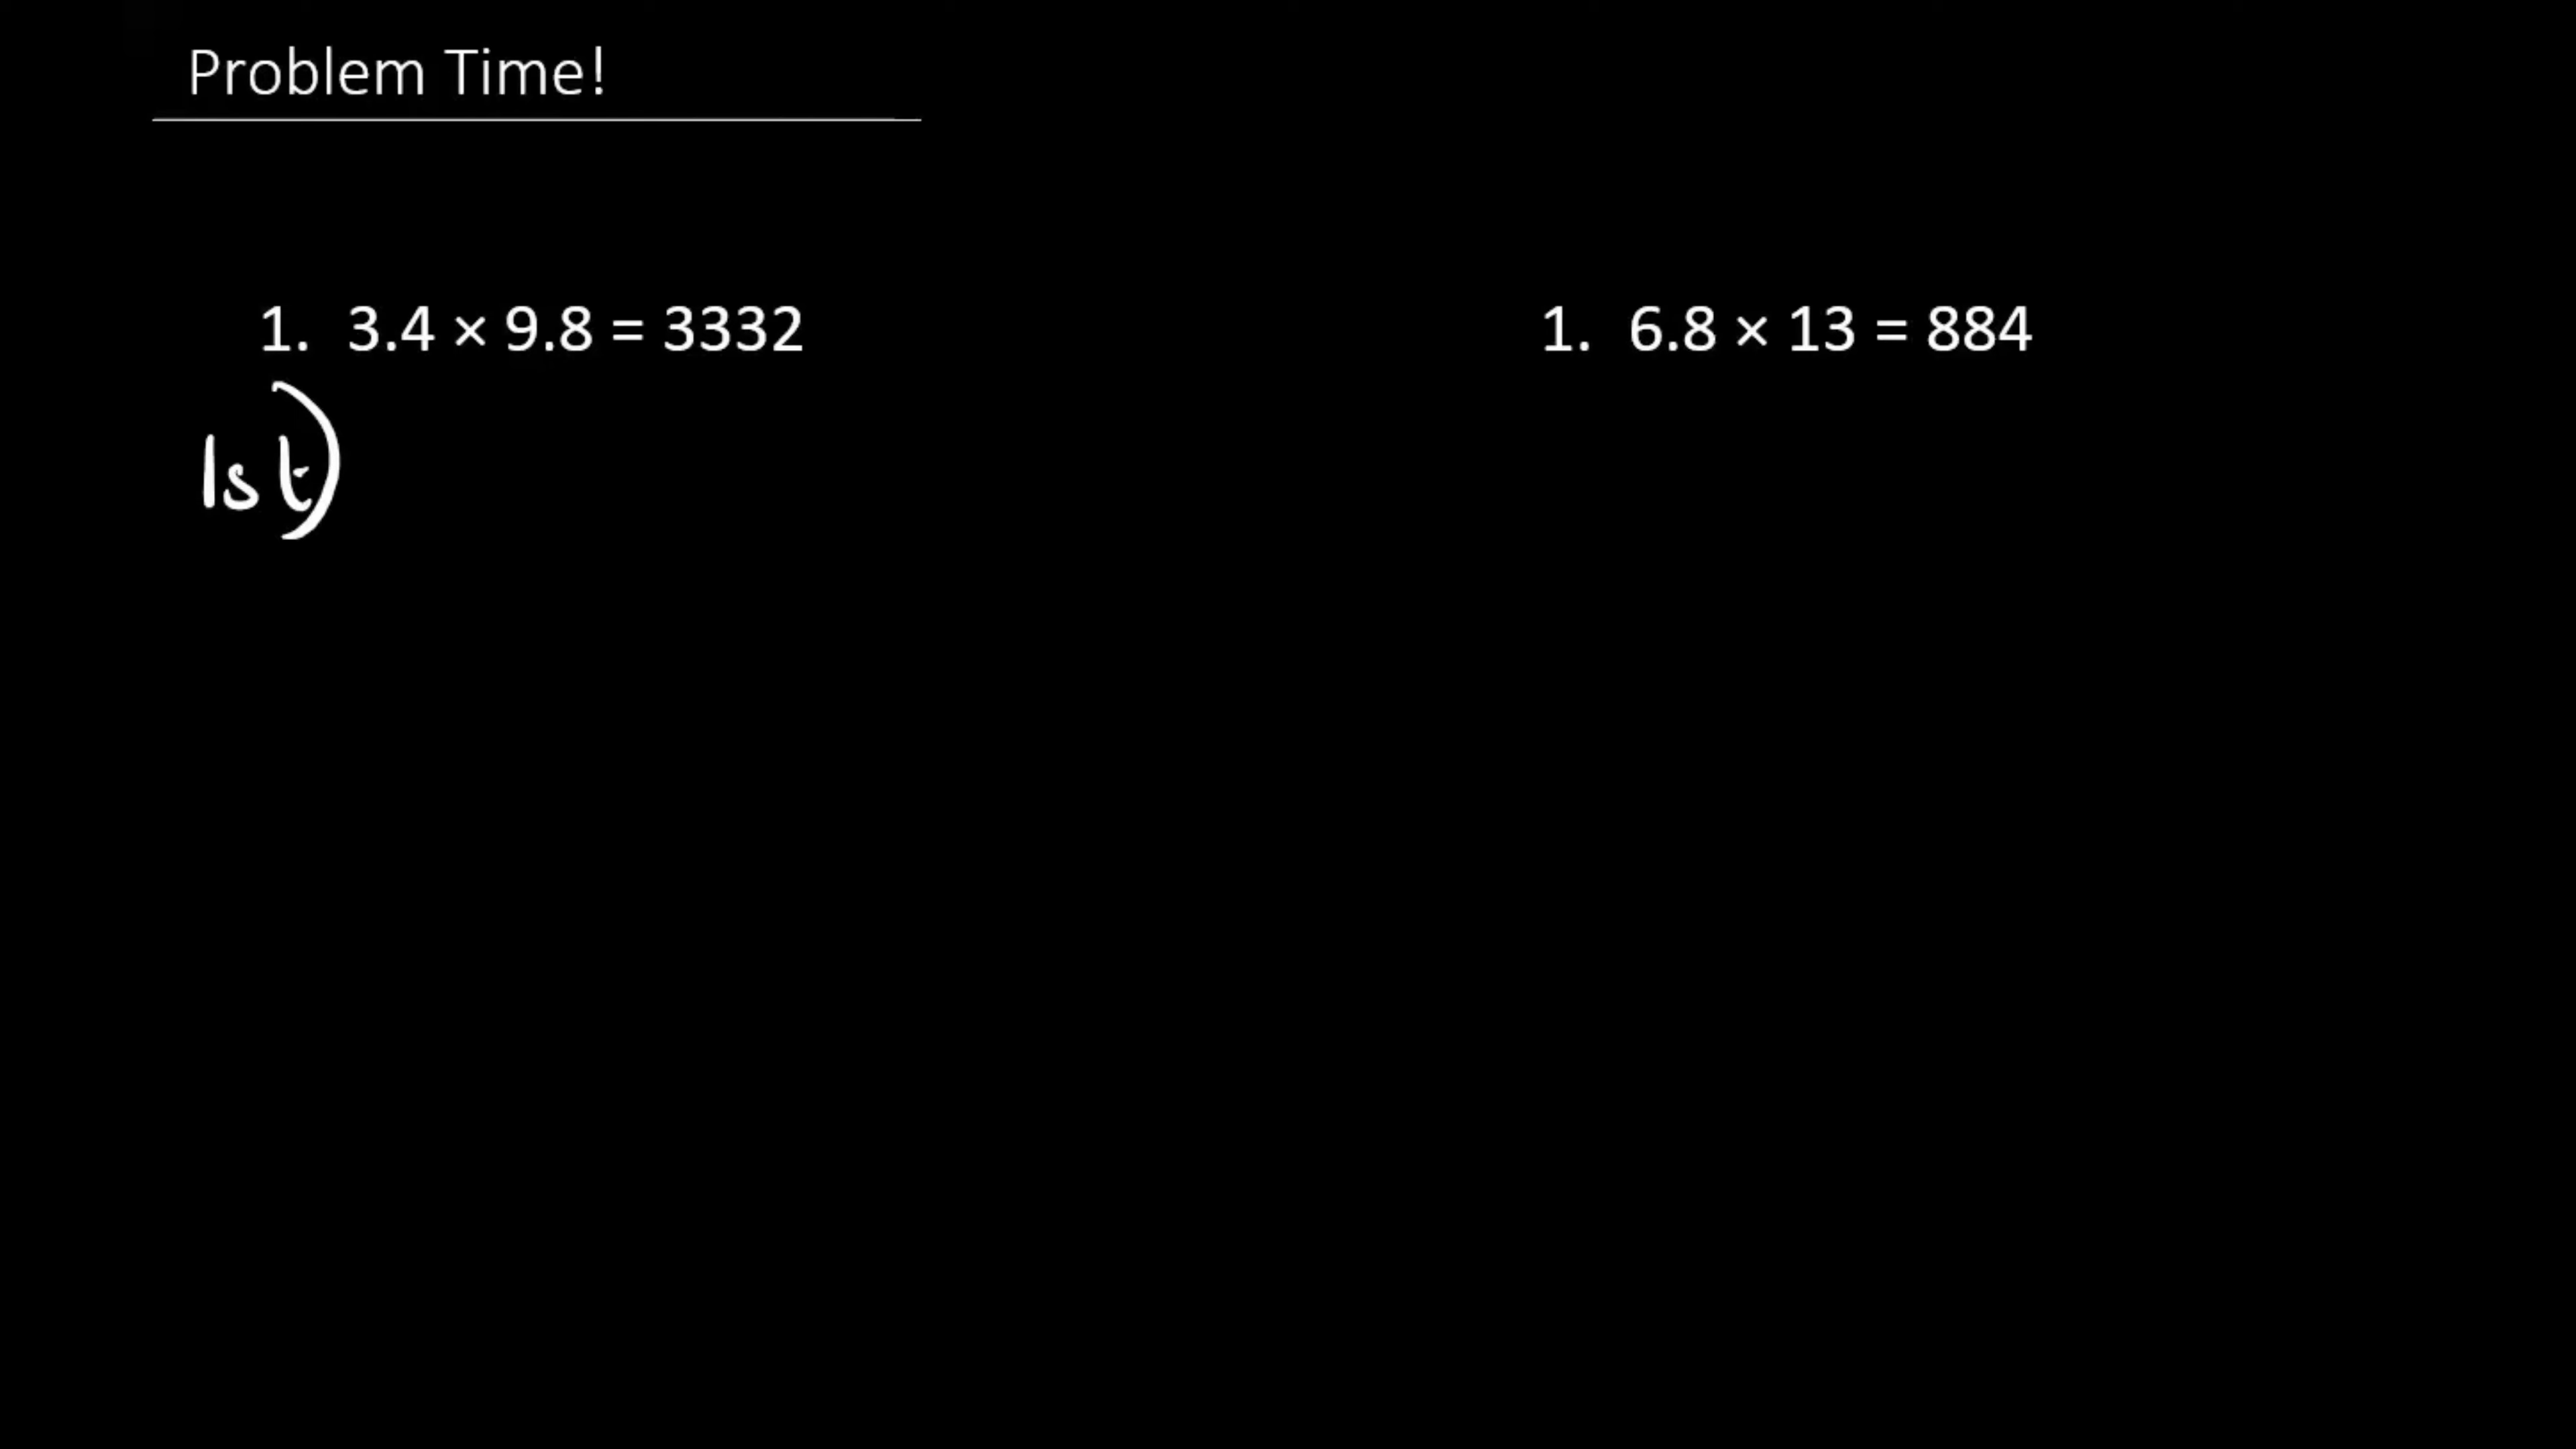 Problem Time!
1. 3.4 × 9.8 = 3332
1st)
1. 6.8 × 13 = 884